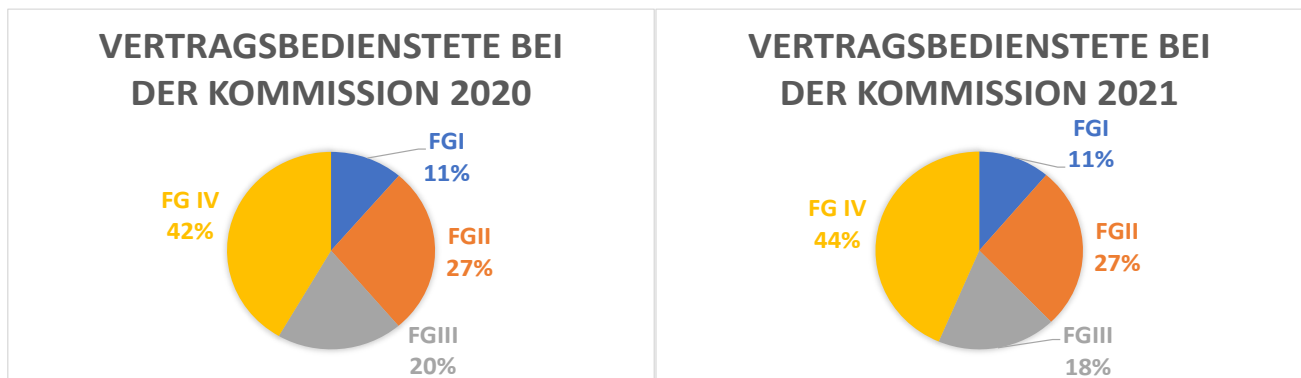 VERTRAGSBEDIENSTETE BEI
DER KOMMISSION 2020
FGI
11%
FG IV
42%
FGII
27%
FGIII
20%
VERTRAGSBEDIENSTETE BEI
DER KOMMISSION 2021
FGI
11%
FG IV
44%
FGII
27%
FGIII
18%